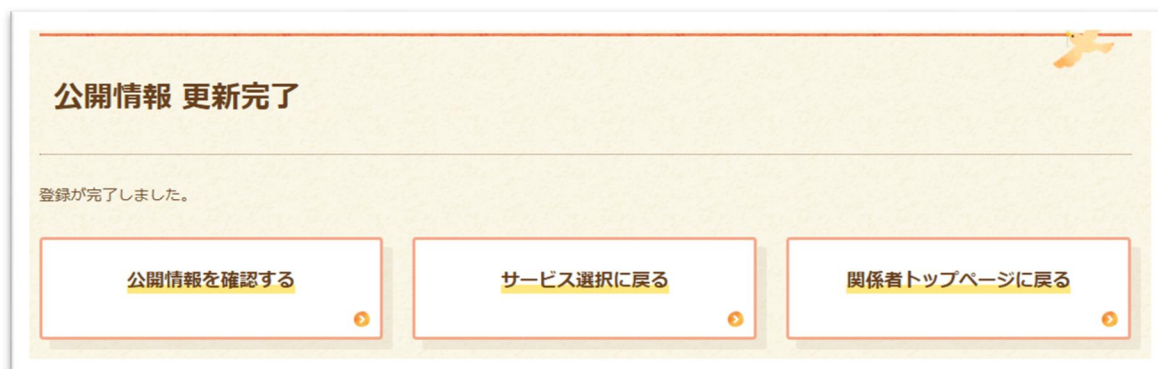 公開情報 更新完了
登録が完了しました。
公開情報を確認する
サービス選択に戻る
関係者トップページに戻る